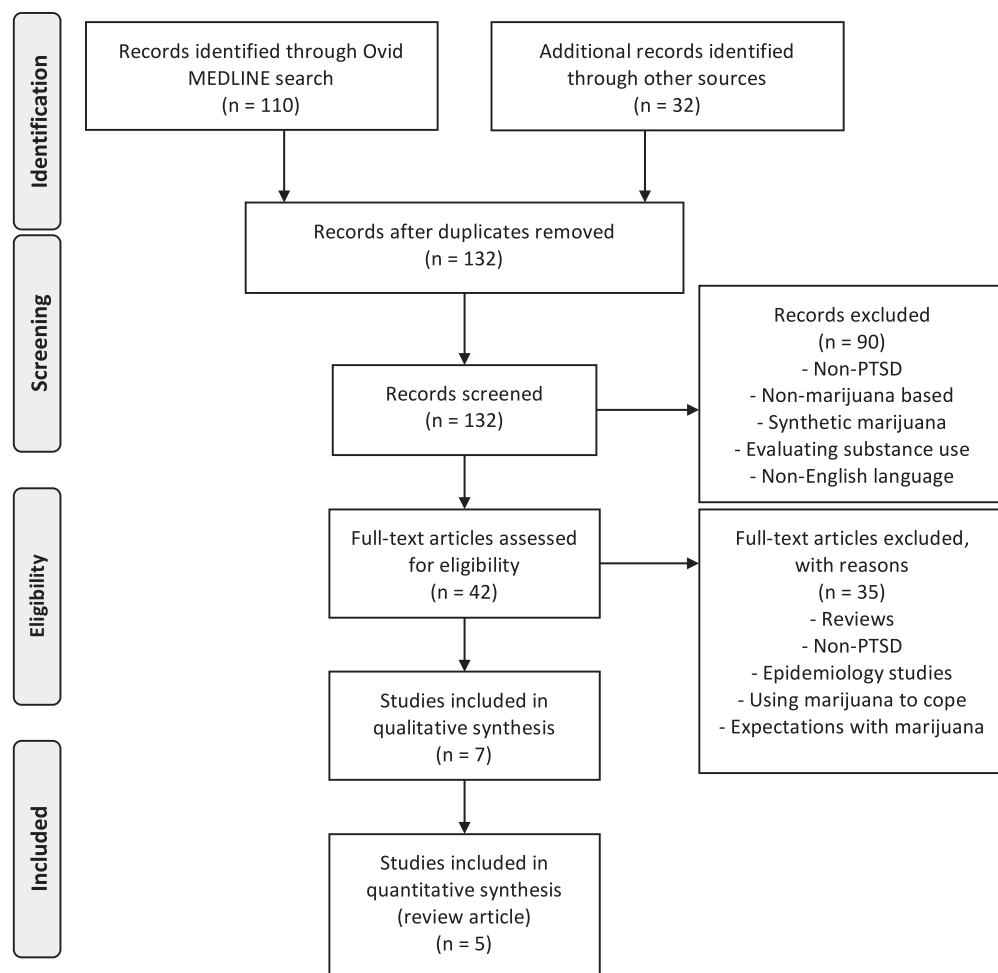 Identification
Records identified through Ovid
MEDLINE search
(n = 110)
Additional records identified
through other sources
(n = 32)
Records after duplicates removed
(n = 132)
Screening
Records screened
(n = 132)
Records excluded
(n = 90)
- Non-PTSD
- Non-marijuana based
- Synthetic marijuana
- Evaluating substance use
- Non-English language
Eligibility
Full-text articles assessed
for eligibility
(n = 42)
Full-text articles excluded,
with reasons
(n = 35)
- Reviews
- Non-PTSD
- Epidemiology studies
- Using marijuana to cope
- Expectations with marijuana
Studies included in
qualitative synthesis
(n = 7)
Included
Studies included in
quantitative synthesis
(review article)
(n = 5)